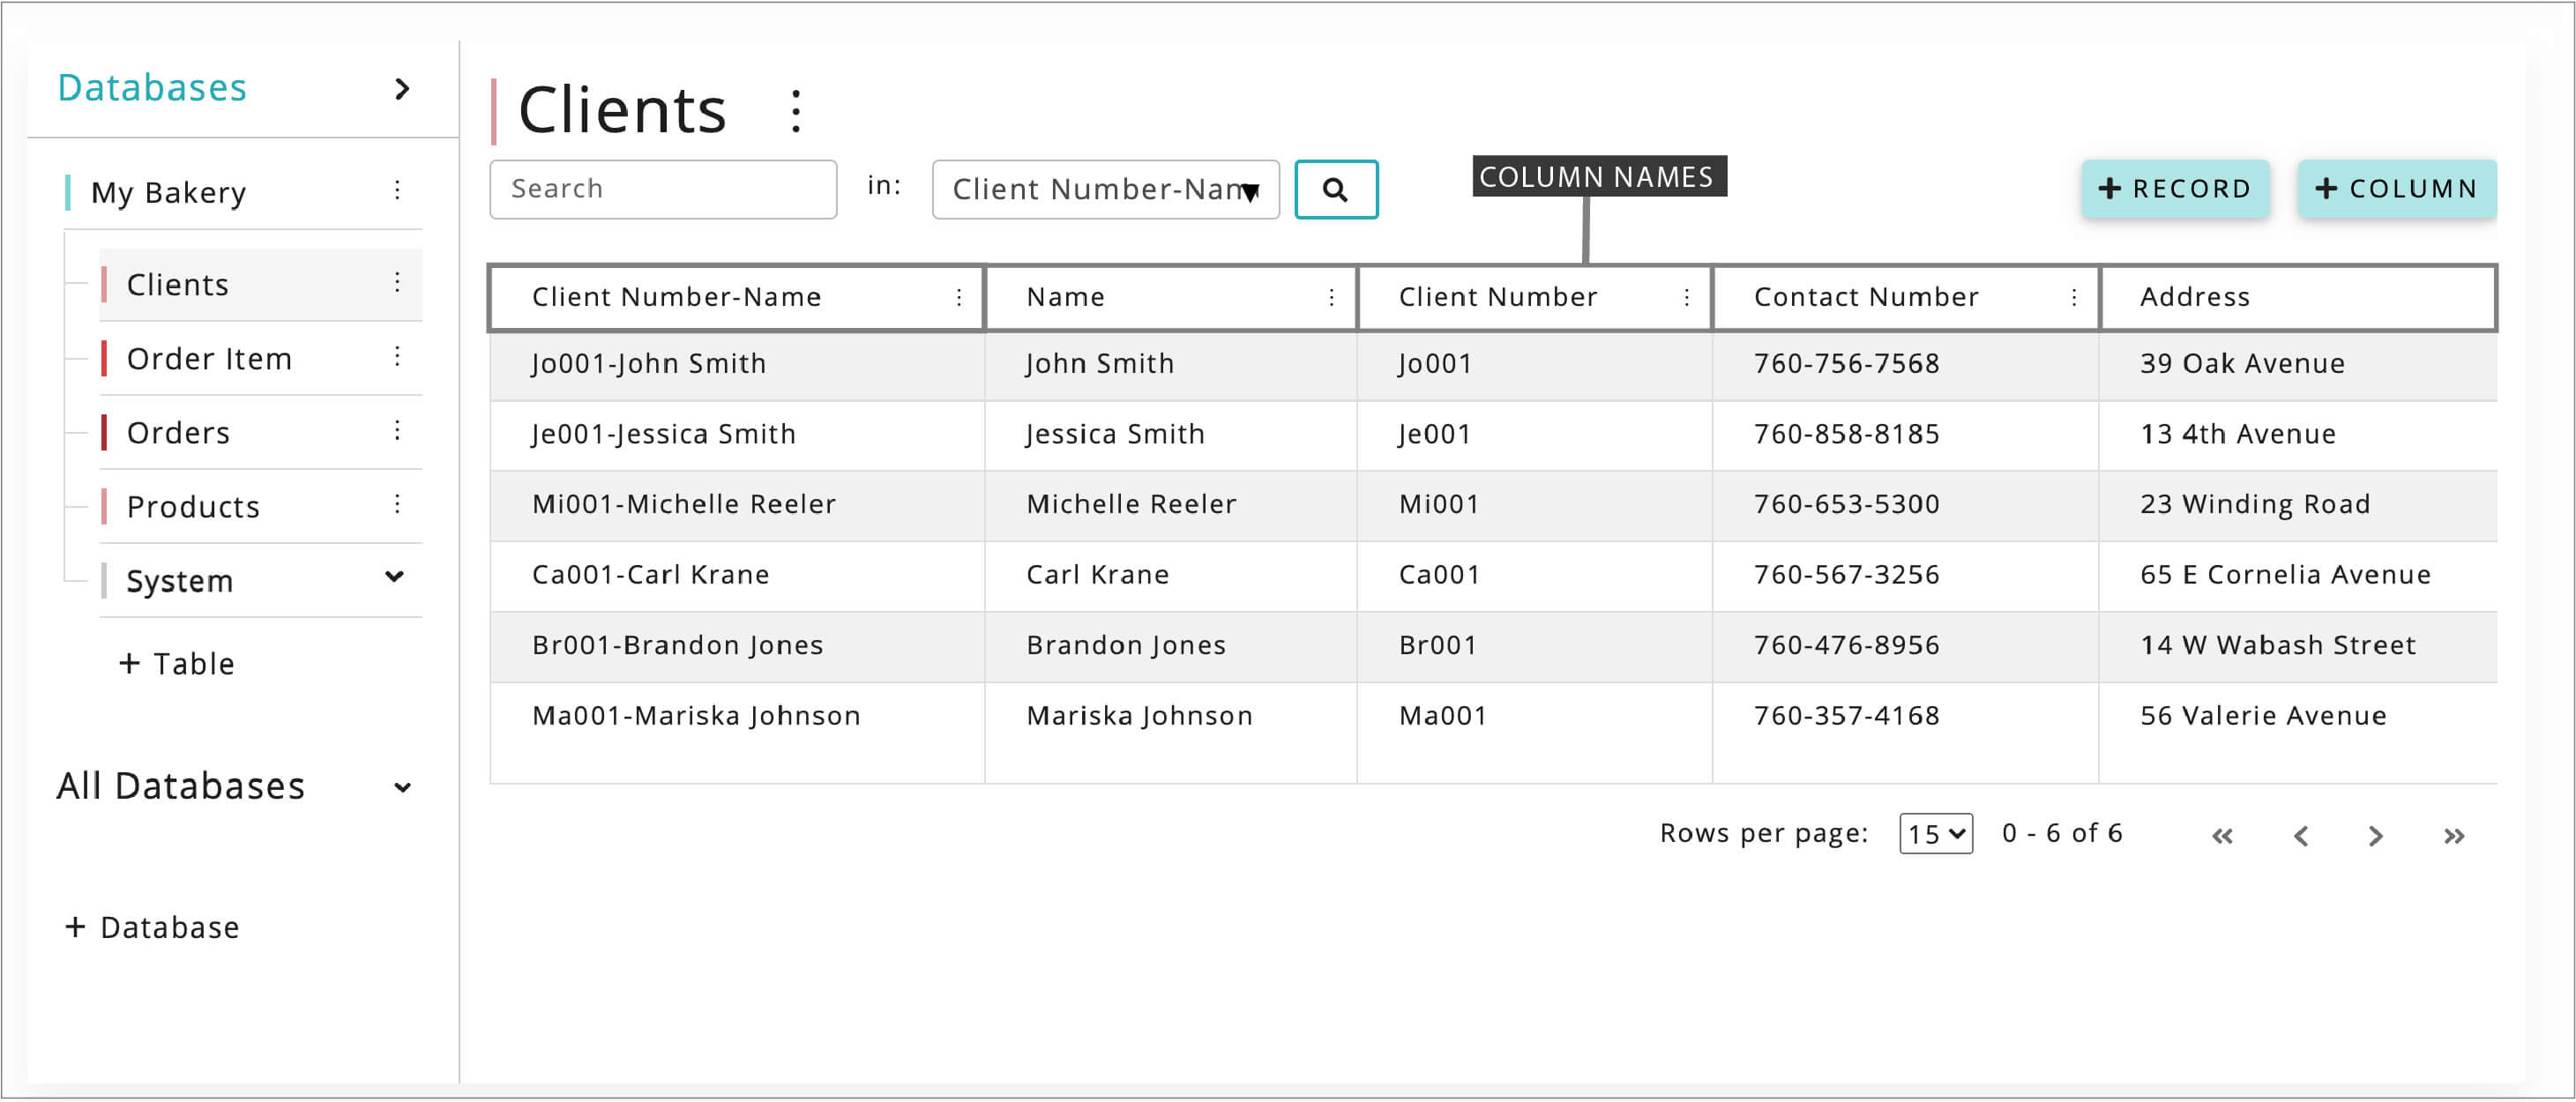 Databases
My Bakery
Clients
Order Item
Orders
Products
System
+ Table
All Databases
+ Database
Clients
Search in: Client Number-Nam
COLUMN NAMES
+ RECORD + COLUMN
Client Number-Name Name Client Number Contact Number Address
Jo001-John Smith John Smith Jo001 760-756-7568 39 Oak Avenue
Je001-Jessica Smith Jessica Smith Je001 760-858-8185 13 4th Avenue
Mi001-Michelle Reeler Michelle Reeler Mi001 760-653-5300 23 Winding Road
Ca001-Carl Krane Carl Krane Ca001 760-567-3256 65 E Cornelia Avenue
Br001-Brandon Jones Brandon Jones Br001 760-476-8956 14 W Wabash Street
Ma001-Mariska Johnson Mariska Johnson Ma001 760-357-4168 56 Valerie Avenue
Rows per page: 15 0 - 6 of 6